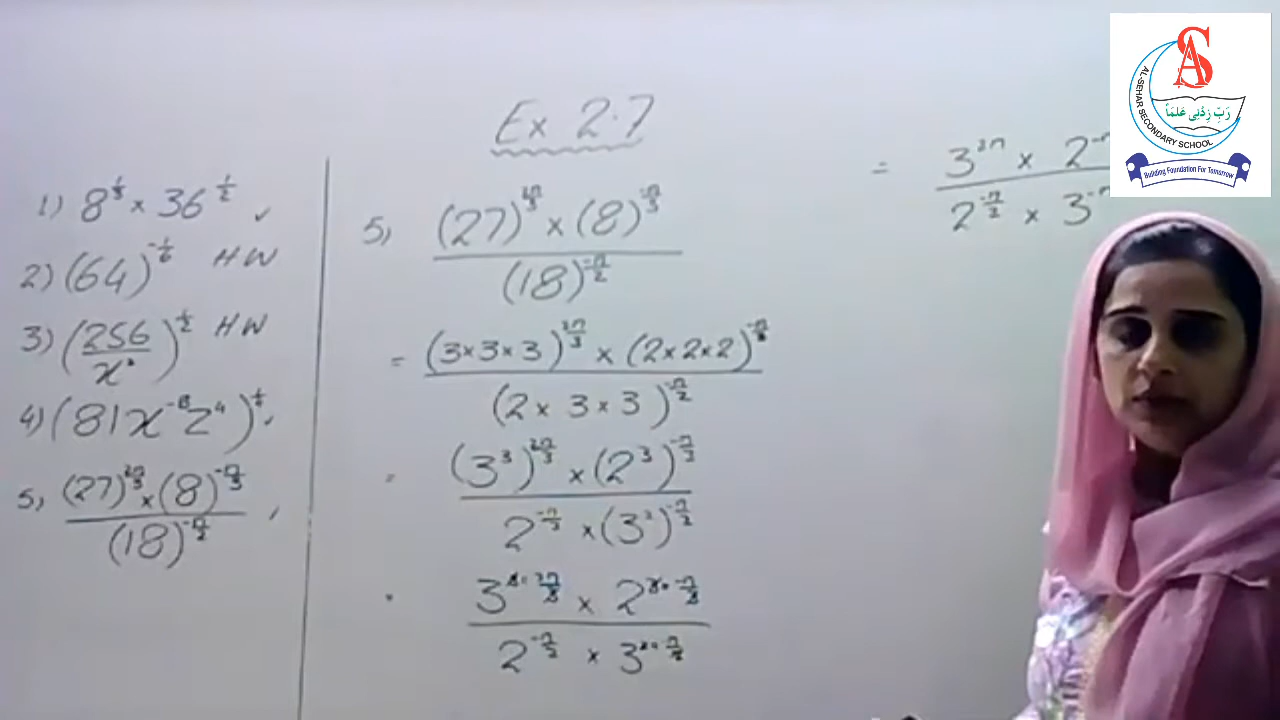 Ex 2.7
1) 8^{1/3} × 36^{1/2} ✓
2) (64)^{-1/6} HW
3) (256/x²)^{1/2} HW
4) (81x^{-8}z^{4})^{1/4} ✓
5) ((27)^{2n/3} × (8)^{-n/3}) / (18)^{-n/2}
5) ((27)^{2n/3} × (8)^{-n/3}) / (18)^{-n/2}
= ((3×3×3)^{2n/3} × (2×2×2)^{-n/3}) / (2 × 3 × 3)^{-n/2}
= ((3³)^{2n/3} × (2³)^{-n/3}) / (2^{-n/2} × (3²)^{-n/2})
= (3^{3×2n/3} × 2^{3×-n/3}) / (2^{-n/2} × 3^{2×-n/2})
= (3^{2n} × 2^{-n}) / (2^{-n/2} × 3^{-n})
AS
AL-SEHAR SECONDARY SCHOOL
رَبِّ زِدْنِی عَلمَاً
Building Foundation For Tomorrow